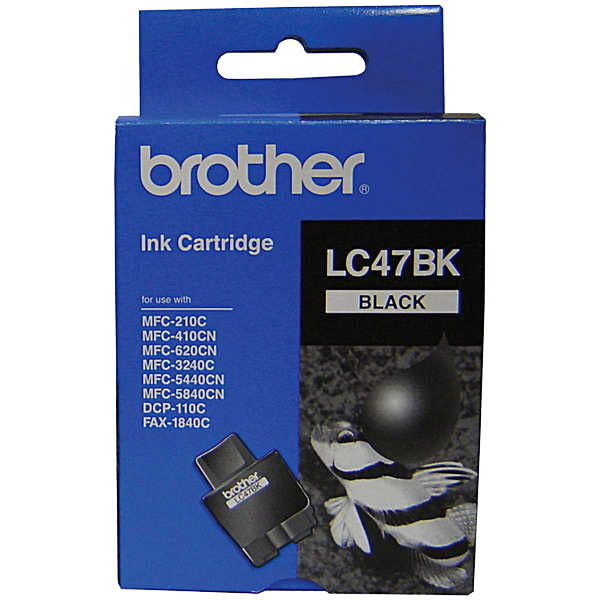 brother®
Ink Cartridge
LC47BK
BLACK
for use with
MFC-210C
MFC-410CN
MFC-620CN
MFC-3240C
MFC-5440CN
MFC-5840CN
DCP-110C
FAX-1840C
brother
LC47BK